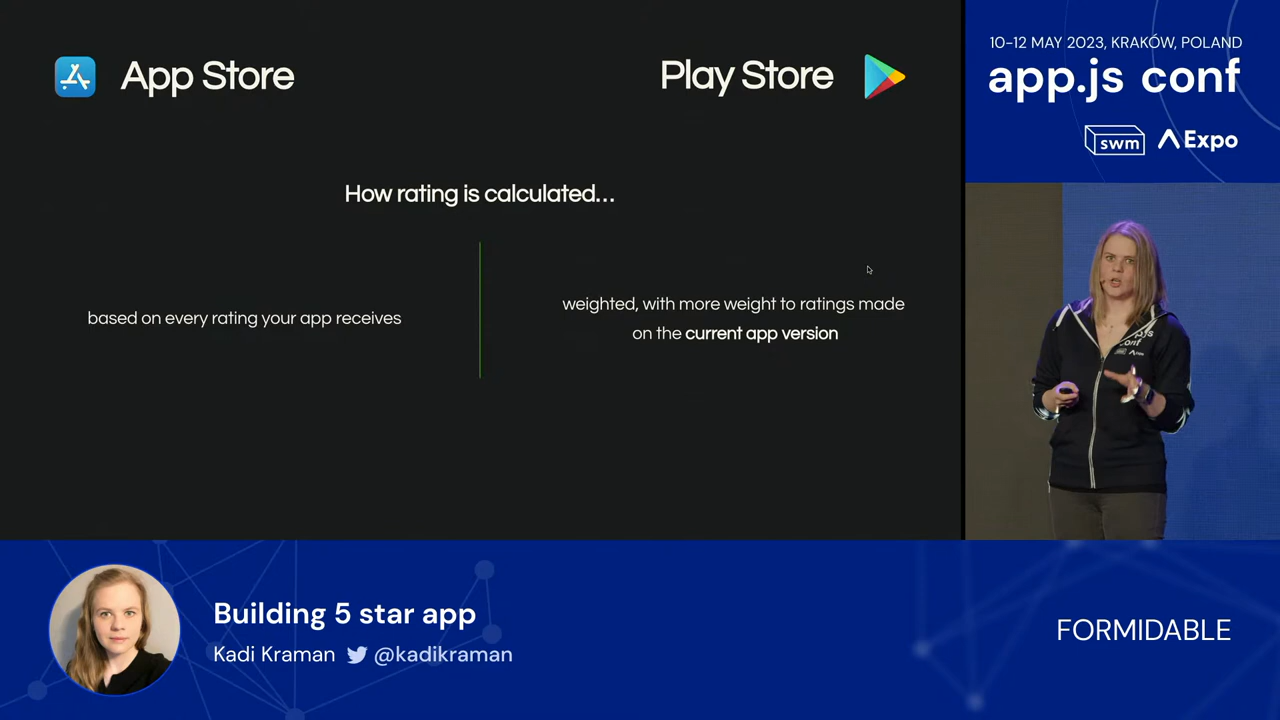 App Store
Play Store
How rating is calculated...
based on every rating your app receives
weighted, with more weight to ratings made
on the current app version
10-12 MAY 2023, KRAKÓW, POLAND
app.js conf
swm
Expo
Building 5 star app
Kadi Kraman
@kadikraman
FORMIDABLE